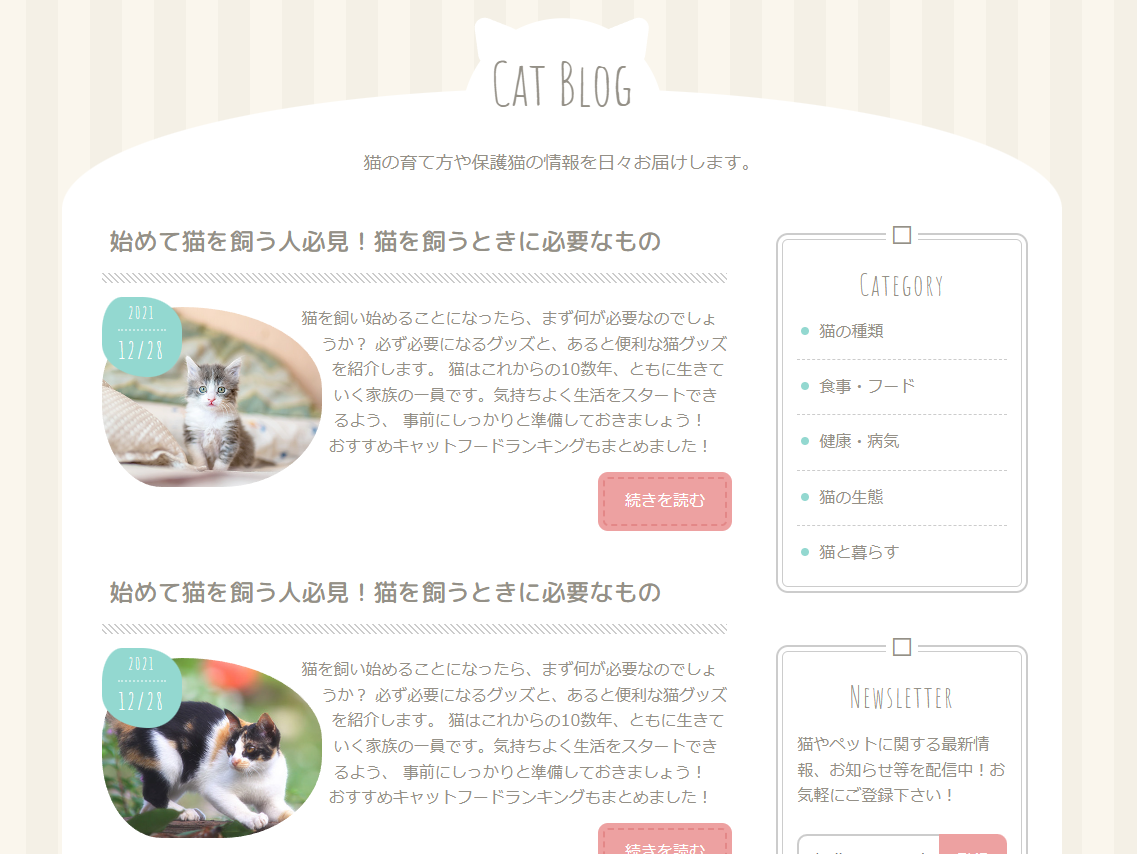 Cat Blog
猫の育て方や保護猫の情報を日々お届けします。
始めて猫を飼う人必見！猫を飼うときに必要なもの
2021
12/28
猫を飼い始めることになったら、まず何が必要なのでしょ
うか？ 必ず必要になるグッズと、あると便利な猫グッズ
を紹介します。 猫はこれからの10数年、ともに生きて
いく家族の一員です。気持ちよく生活をスタートでき
るよう、 事前にしっかりと準備しておきましょう！
おすすめキャットフードランキングもまとめました！
続きを読む
始めて猫を飼う人必見！猫を飼うときに必要なもの
2021
12/28
猫を飼い始めることになったら、まず何が必要なのでしょ
うか？ 必ず必要になるグッズと、あると便利な猫グッズ
を紹介します。 猫はこれからの10数年、ともに生きて
いく家族の一員です。気持ちよく生活をスタートでき
るよう、 事前にしっかりと準備しておきましょう！
おすすめキャットフードランキングもまとめました！
続きを読む
Category
猫の種類
食事・フード
健康・病気
猫の生態
猫と暮らす
Newsletter
猫やペットに関する最新情
報、お知らせ等を配信中！お
気軽にご登録下さい！